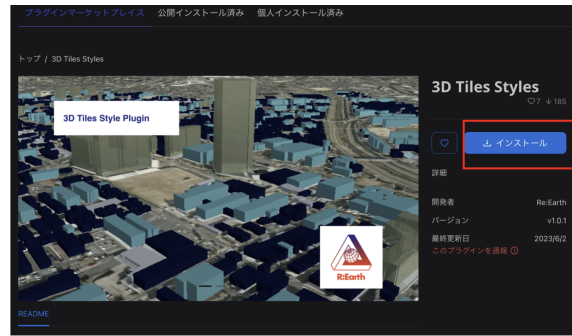 プラグインマーケットプレイス 公開インストール済み 個人インストール済み
トップ / 3D Tiles Styles
3D Tiles Style Plugin
R:Earth
3D Tiles Styles
♡7 ↓185
インストール
詳細
開発者 Re:Earth
バージョン v1.0.1
最終更新日 2023/6/2
このプラグインを通報
README